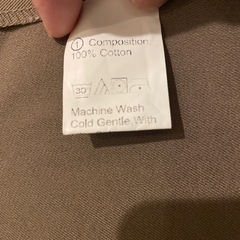 ① Composition
100% Cotton
30
Machine Wash
Cold Gentle With